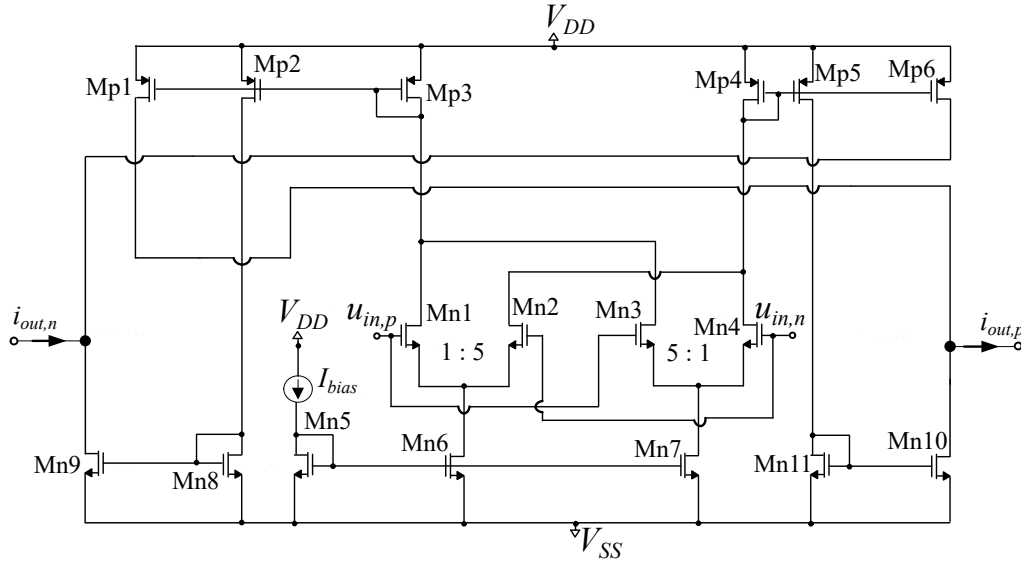 V_DD
Mp1
Mp2
Mp3
Mp4
Mp5
Mp6
i_out,n
V_DD
I_bias
u_in,p
Mn1
Mn2
Mn3
Mn4
u_in,n
i_out,p
1 : 5
5 : 1
Mn5
Mn9
Mn8
Mn6
Mn7
Mn11
Mn10
V_SS